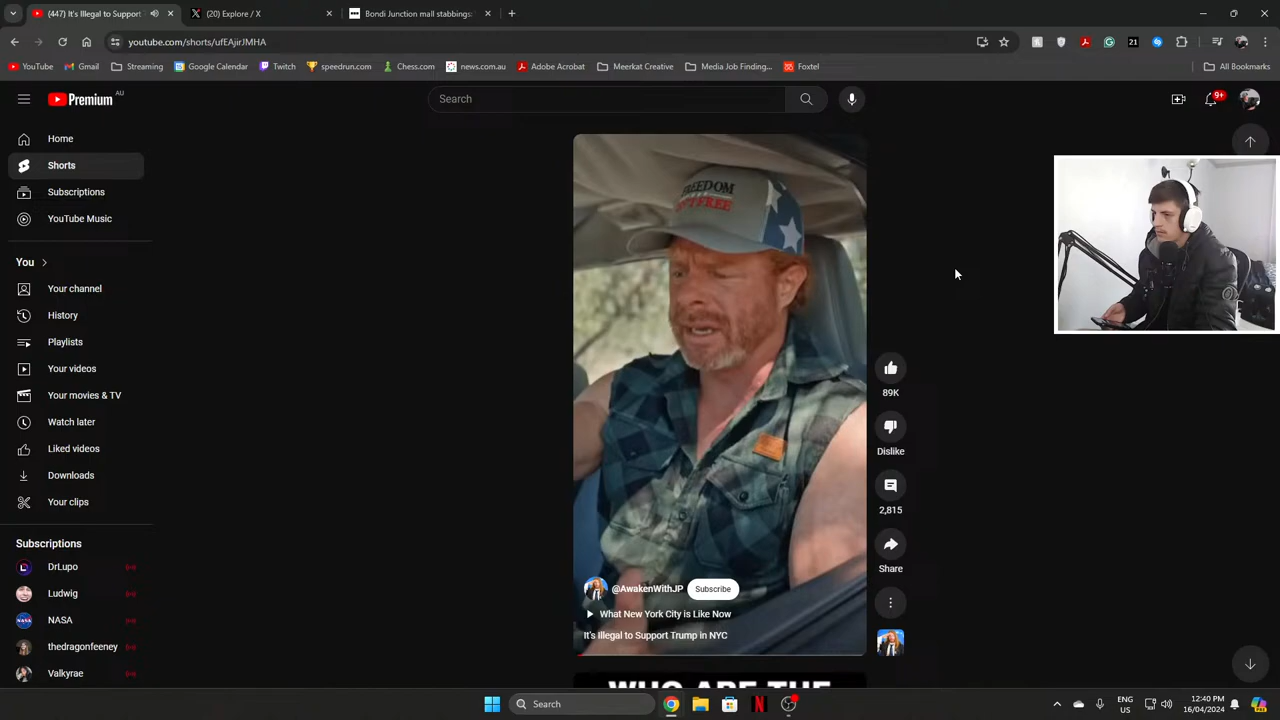 (447) It's Illegal to Support
(20) Explore / X
Bondi Junction mall stabbings:
youtube.com/shorts/ufEAjirJMHA
21
YouTube
Gmail
Streaming
Google Calendar
Twitch
speedrun.com
Chess.com
news.com.au
Adobe Acrobat
Meerkat Creative
Media Job Finding...
Foxtel
All Bookmarks
Premium
AU
Search
9+
Home
Shorts
Subscriptions
YouTube Music
You
Your channel
History
Playlists
Your videos
Your movies & TV
Watch later
Liked videos
Downloads
Your clips
Subscriptions
DrLupo
Ludwig
NASA
thedragonfeeney
Valkyrae
FREEDOM
FREE
89K
Dislike
2,815
Share
@AwakenWithJP
Subscribe
What New York City is Like Now
It's Illegal to Support Trump in NYC
WHO ARE THE
Search
ENG
US
12:40 PM
16/04/2024